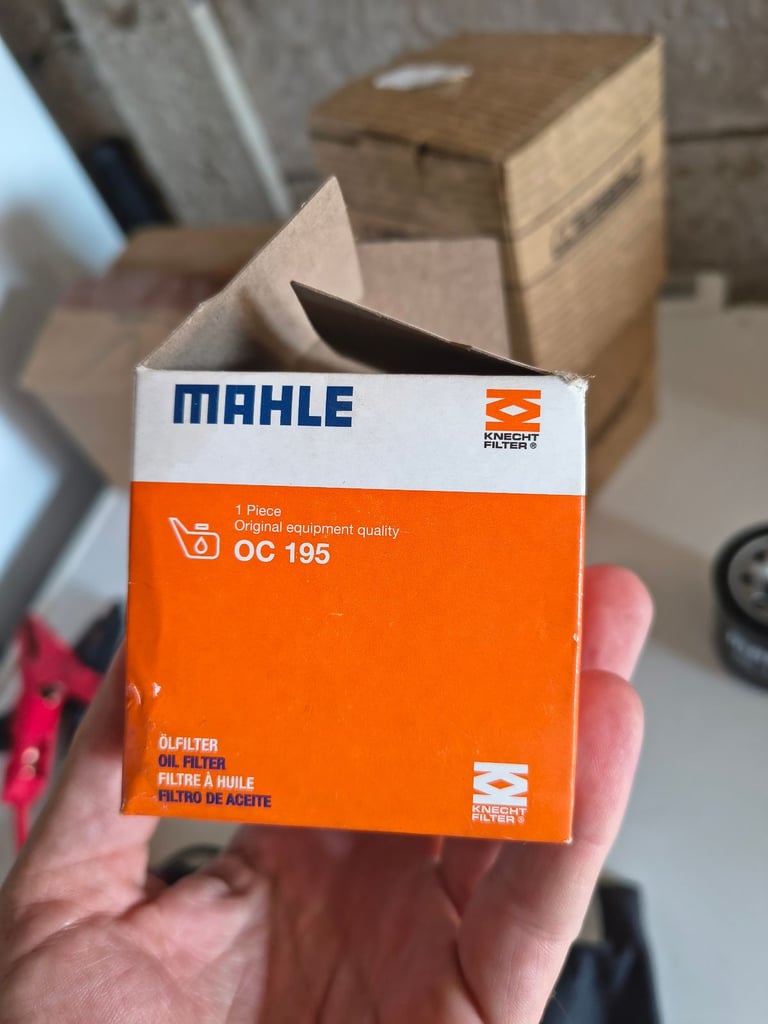 MAHLE
KNECHT
FILTER®
1 Piece
Original equipment quality
OC 195
ÖLFILTER
OIL FILTER
FILTRE À HUILE
FILTRO DE ACEITE
KNECHT
FILTER®